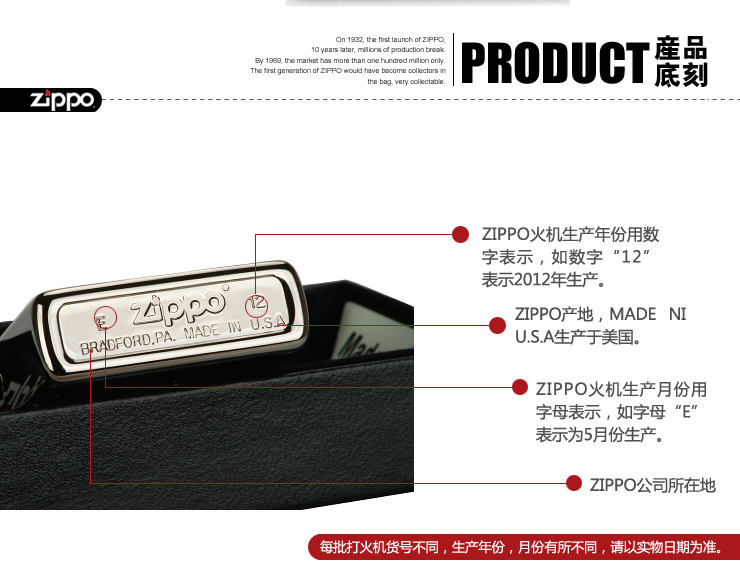 On 1932, the first launch of ZIPPO,
10 years later, millions of production break.
By 1969, the market has more than one hundred million only.
The first generation of ZIPPO would have become collectors in
the bag, very collectable.
PRODUCT 産品
底刻
zippo
ZIPPO火机生产年份用数
字表示，如数字“12”
表示2012年生产。
E zippo 12
BRADFORD,PA. MADE IN U.S.A
ZIPPO产地，MADE NI
U.S.A生产于美国。
Made
ZIPPO火机生产月份用
字母表示，如字母“E”
表示为5月份生产。
ZIPPO公司所在地
每批打火机货号不同，生产年份，月份有所不同，请以实物日期为准。